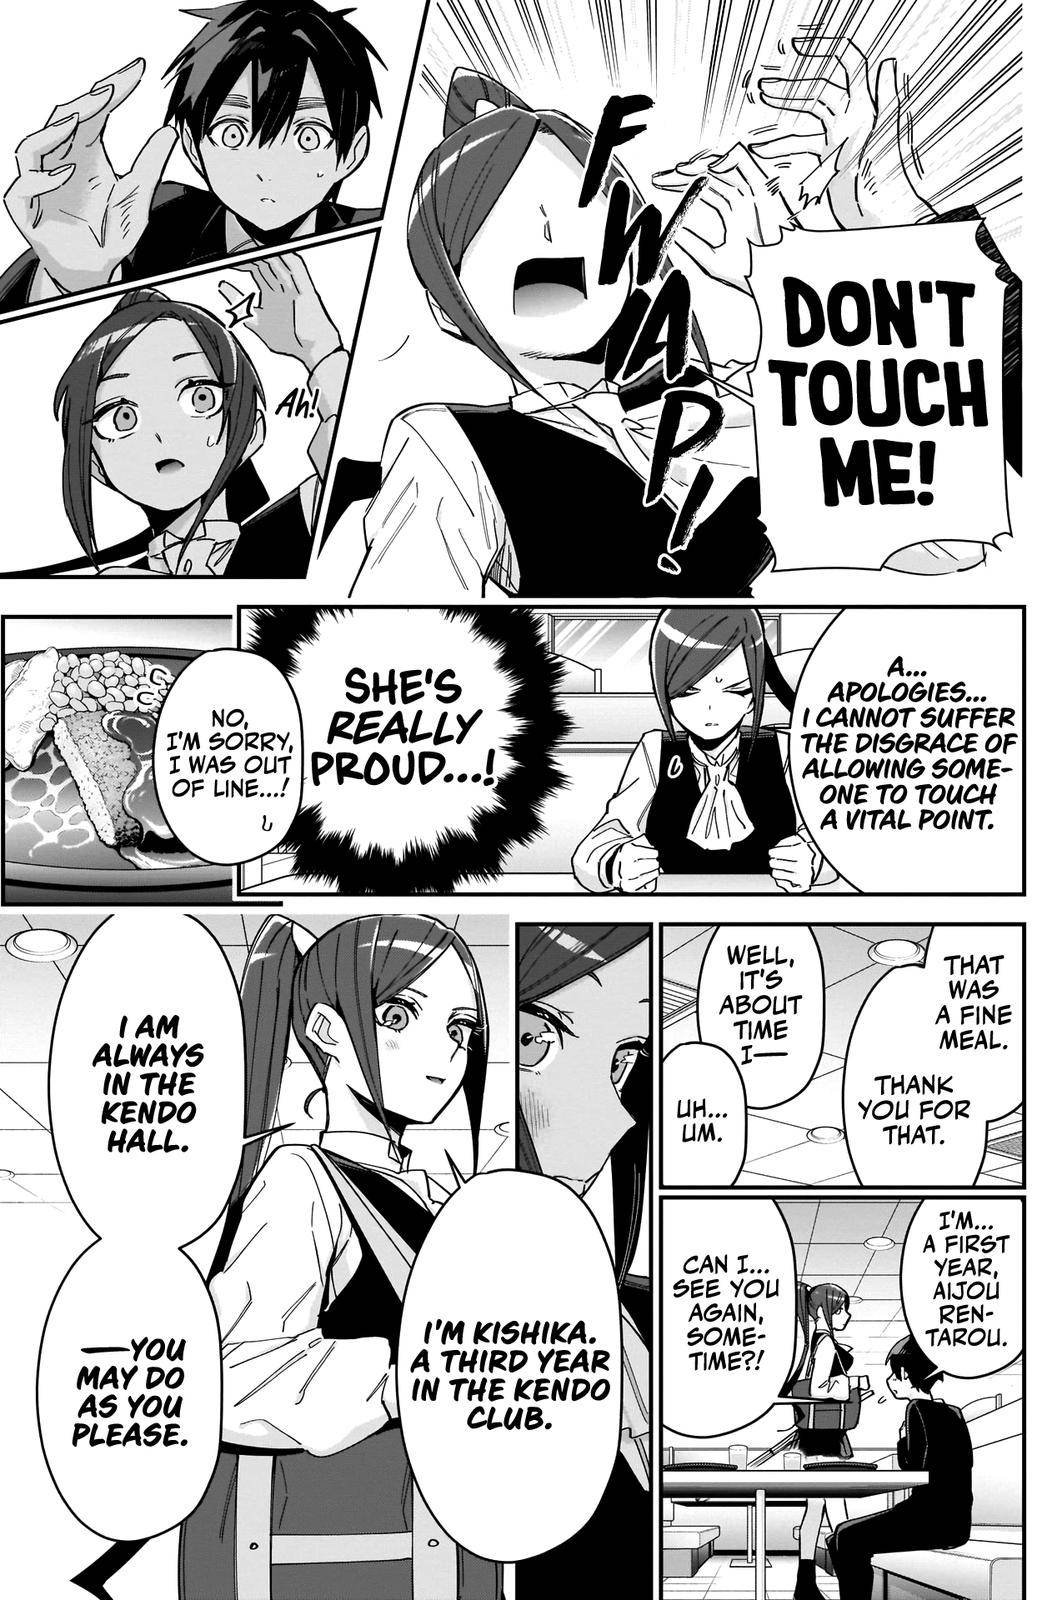 FWAP!
DON'T
TOUCH
ME!
Ah!
A...
APOLOGIES...
I CANNOT SUFFER
THE DISGRACE OF
ALLOWING SOME-
ONE TO TOUCH
A VITAL POINT.
SHE'S
REALLY
PROUD...!
NO,
I'M SORRY,
I WAS OUT
OF LINE...!
THAT
WAS
A FINE
MEAL.
THANK
YOU FOR
THAT.
WELL,
IT'S
ABOUT
TIME
I—
UH...
UM.
I'M...
A FIRST
YEAR,
AIJOU
REN-
TAROU.
CAN I...
SEE YOU
AGAIN,
SOME-
TIME?!
I'M KISHIKA.
A THIRD YEAR
IN THE KENDO
CLUB.
I AM
ALWAYS
IN THE
KENDO
HALL.
—YOU
MAY DO
AS YOU
PLEASE.